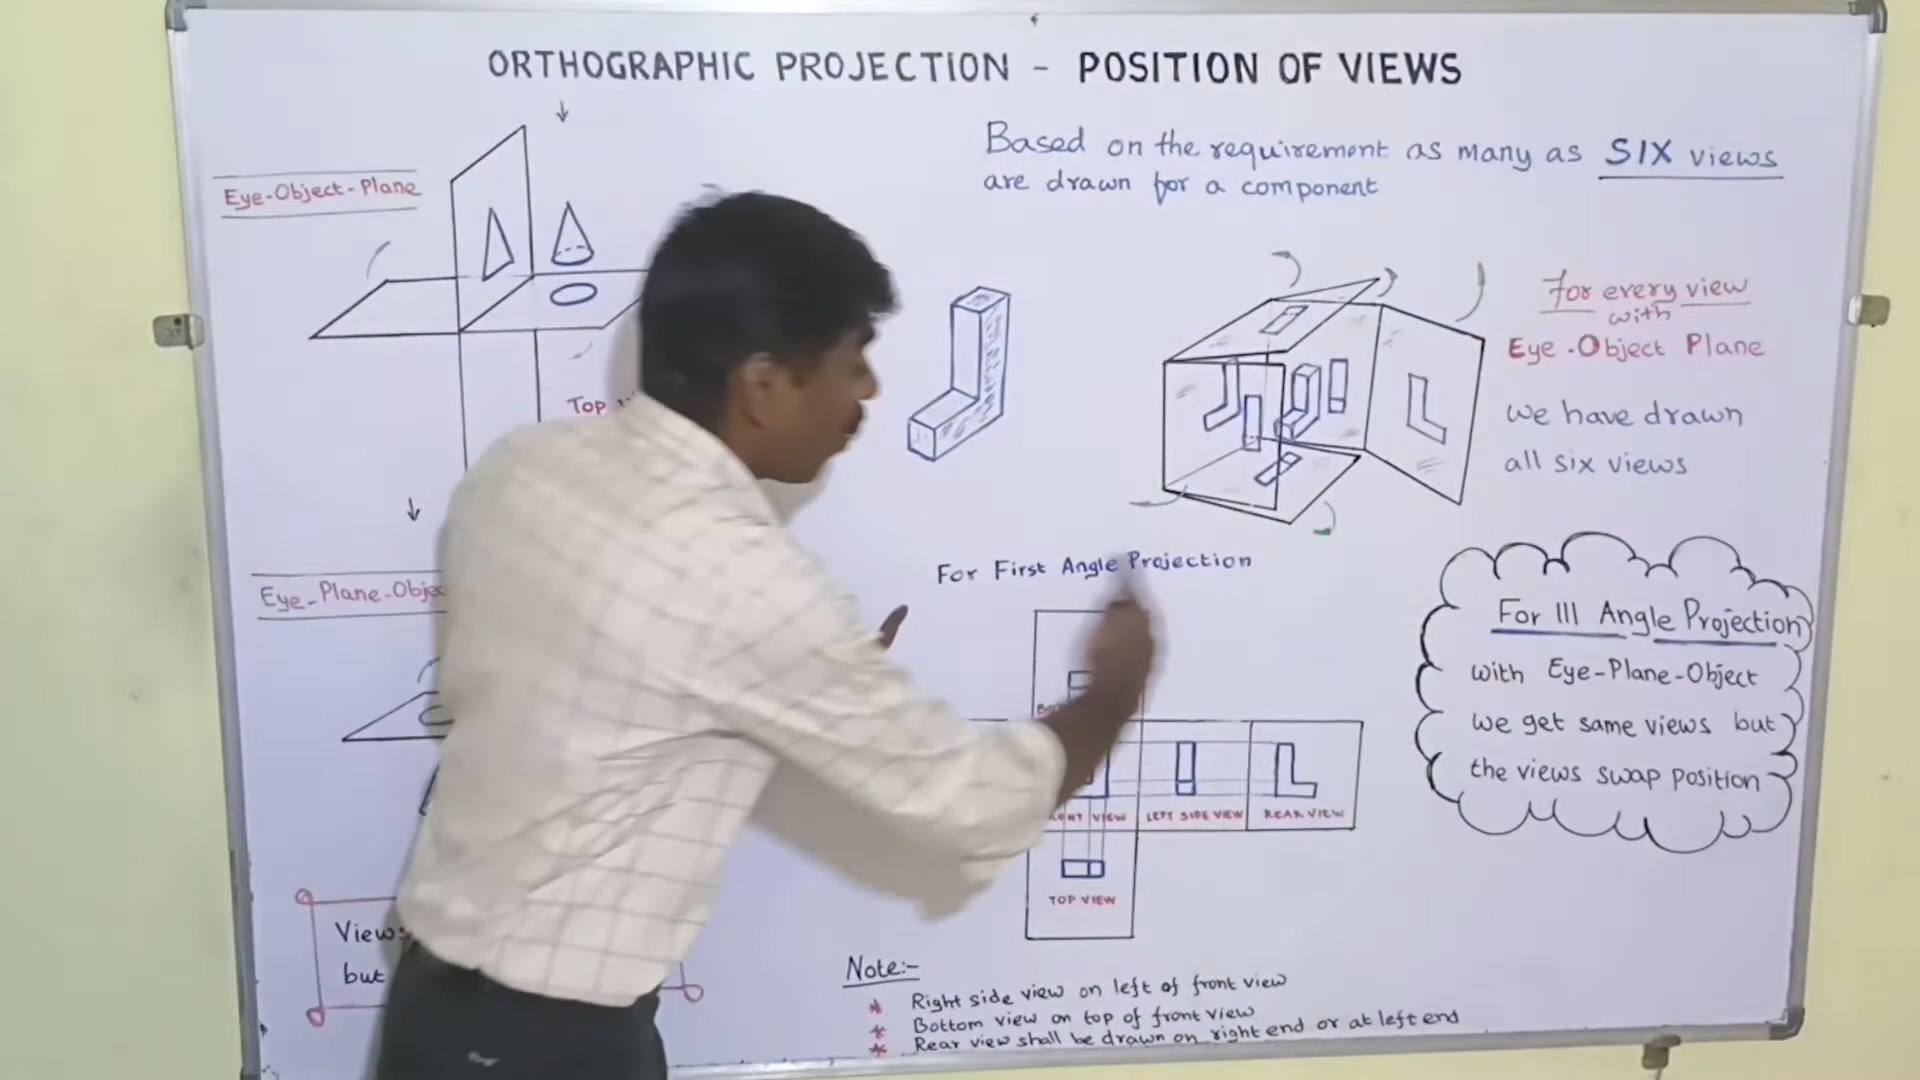 ORTHOGRAPHIC PROJECTION - POSITION OF VIEWS
Eye-Object-Plane
TOP
Eye-Plane-Objec
View
but
Based on the requirement as many as SIX views
are drawn for a component
For every view
with
Eye-Object Plane
we have drawn
all six views
For First Angle Projection
FRONT VIEW
LEFT SIDE VIEW
REAR VIEW
TOP VIEW
For III Angle Projection
with Eye-Plane-Object
we get same views but
the views swap position
Note:-
* Right side view on left of front view
* Bottom view on top of front view
* Rear view shall be drawn on right end or at left end